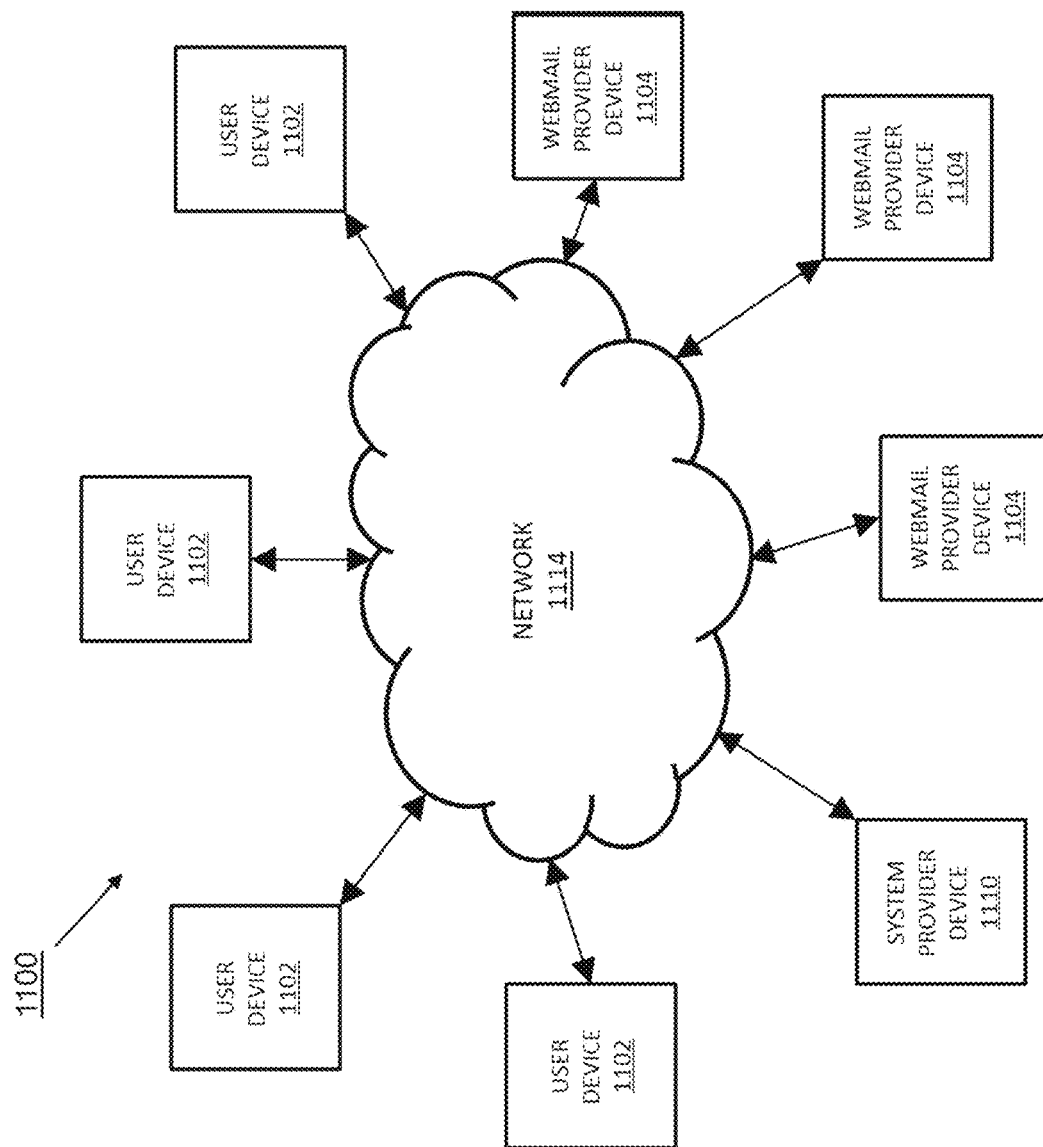 1100
USER
DEVICE
1102
USER
DEVICE
1102
USER
DEVICE
1102
USER
DEVICE
1102
NETWORK
1114
WEBMAIL
PROVIDER
DEVICE
1104
SYSTEM
PROVIDER
DEVICE
1110
WEBMAIL
PROVIDER
DEVICE
1104
WEBMAIL
PROVIDER
DEVICE
1104